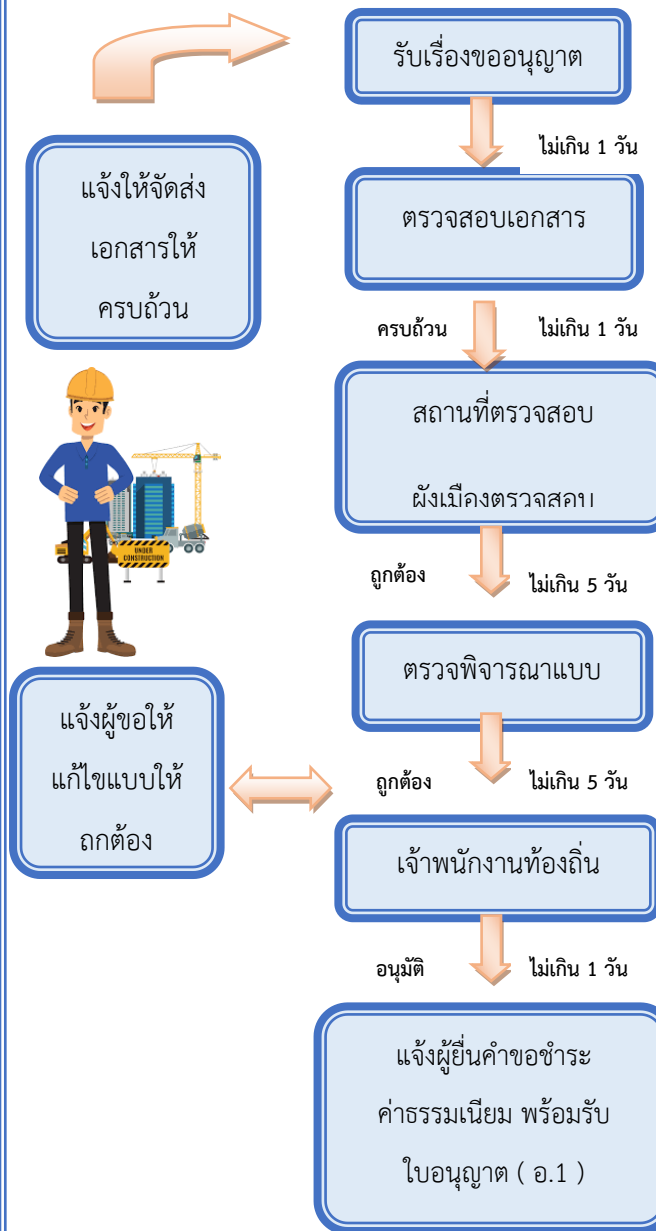 รับเรื่องขออนุญาต
ไม่เกิน 1 วัน
แจ้งให้จัดส่ง
เอกสารให้
ครบถ้วน
ตรวจสอบเอกสาร
ครบถ้วน
ไม่เกิน 1 วัน
สถานที่ตรวจสอบ
ผังเมืองตรวจสอบ
UNDER
CONSTRUCTION
ถูกต้อง
ไม่เกิน 5 วัน
ตรวจพิจารณาแบบ
แจ้งผู้ขอให้
แก้ไขแบบให้
ถูกต้อง
ถูกต้อง
ไม่เกิน 5 วัน
เจ้าพนักงานท้องถิ่น
อนุมัติ
ไม่เกิน 1 วัน
แจ้งผู้ยื่นคำขอชำระ
ค่าธรรมเนียม พร้อมรับ
ใบอนุญาต ( อ.1 )